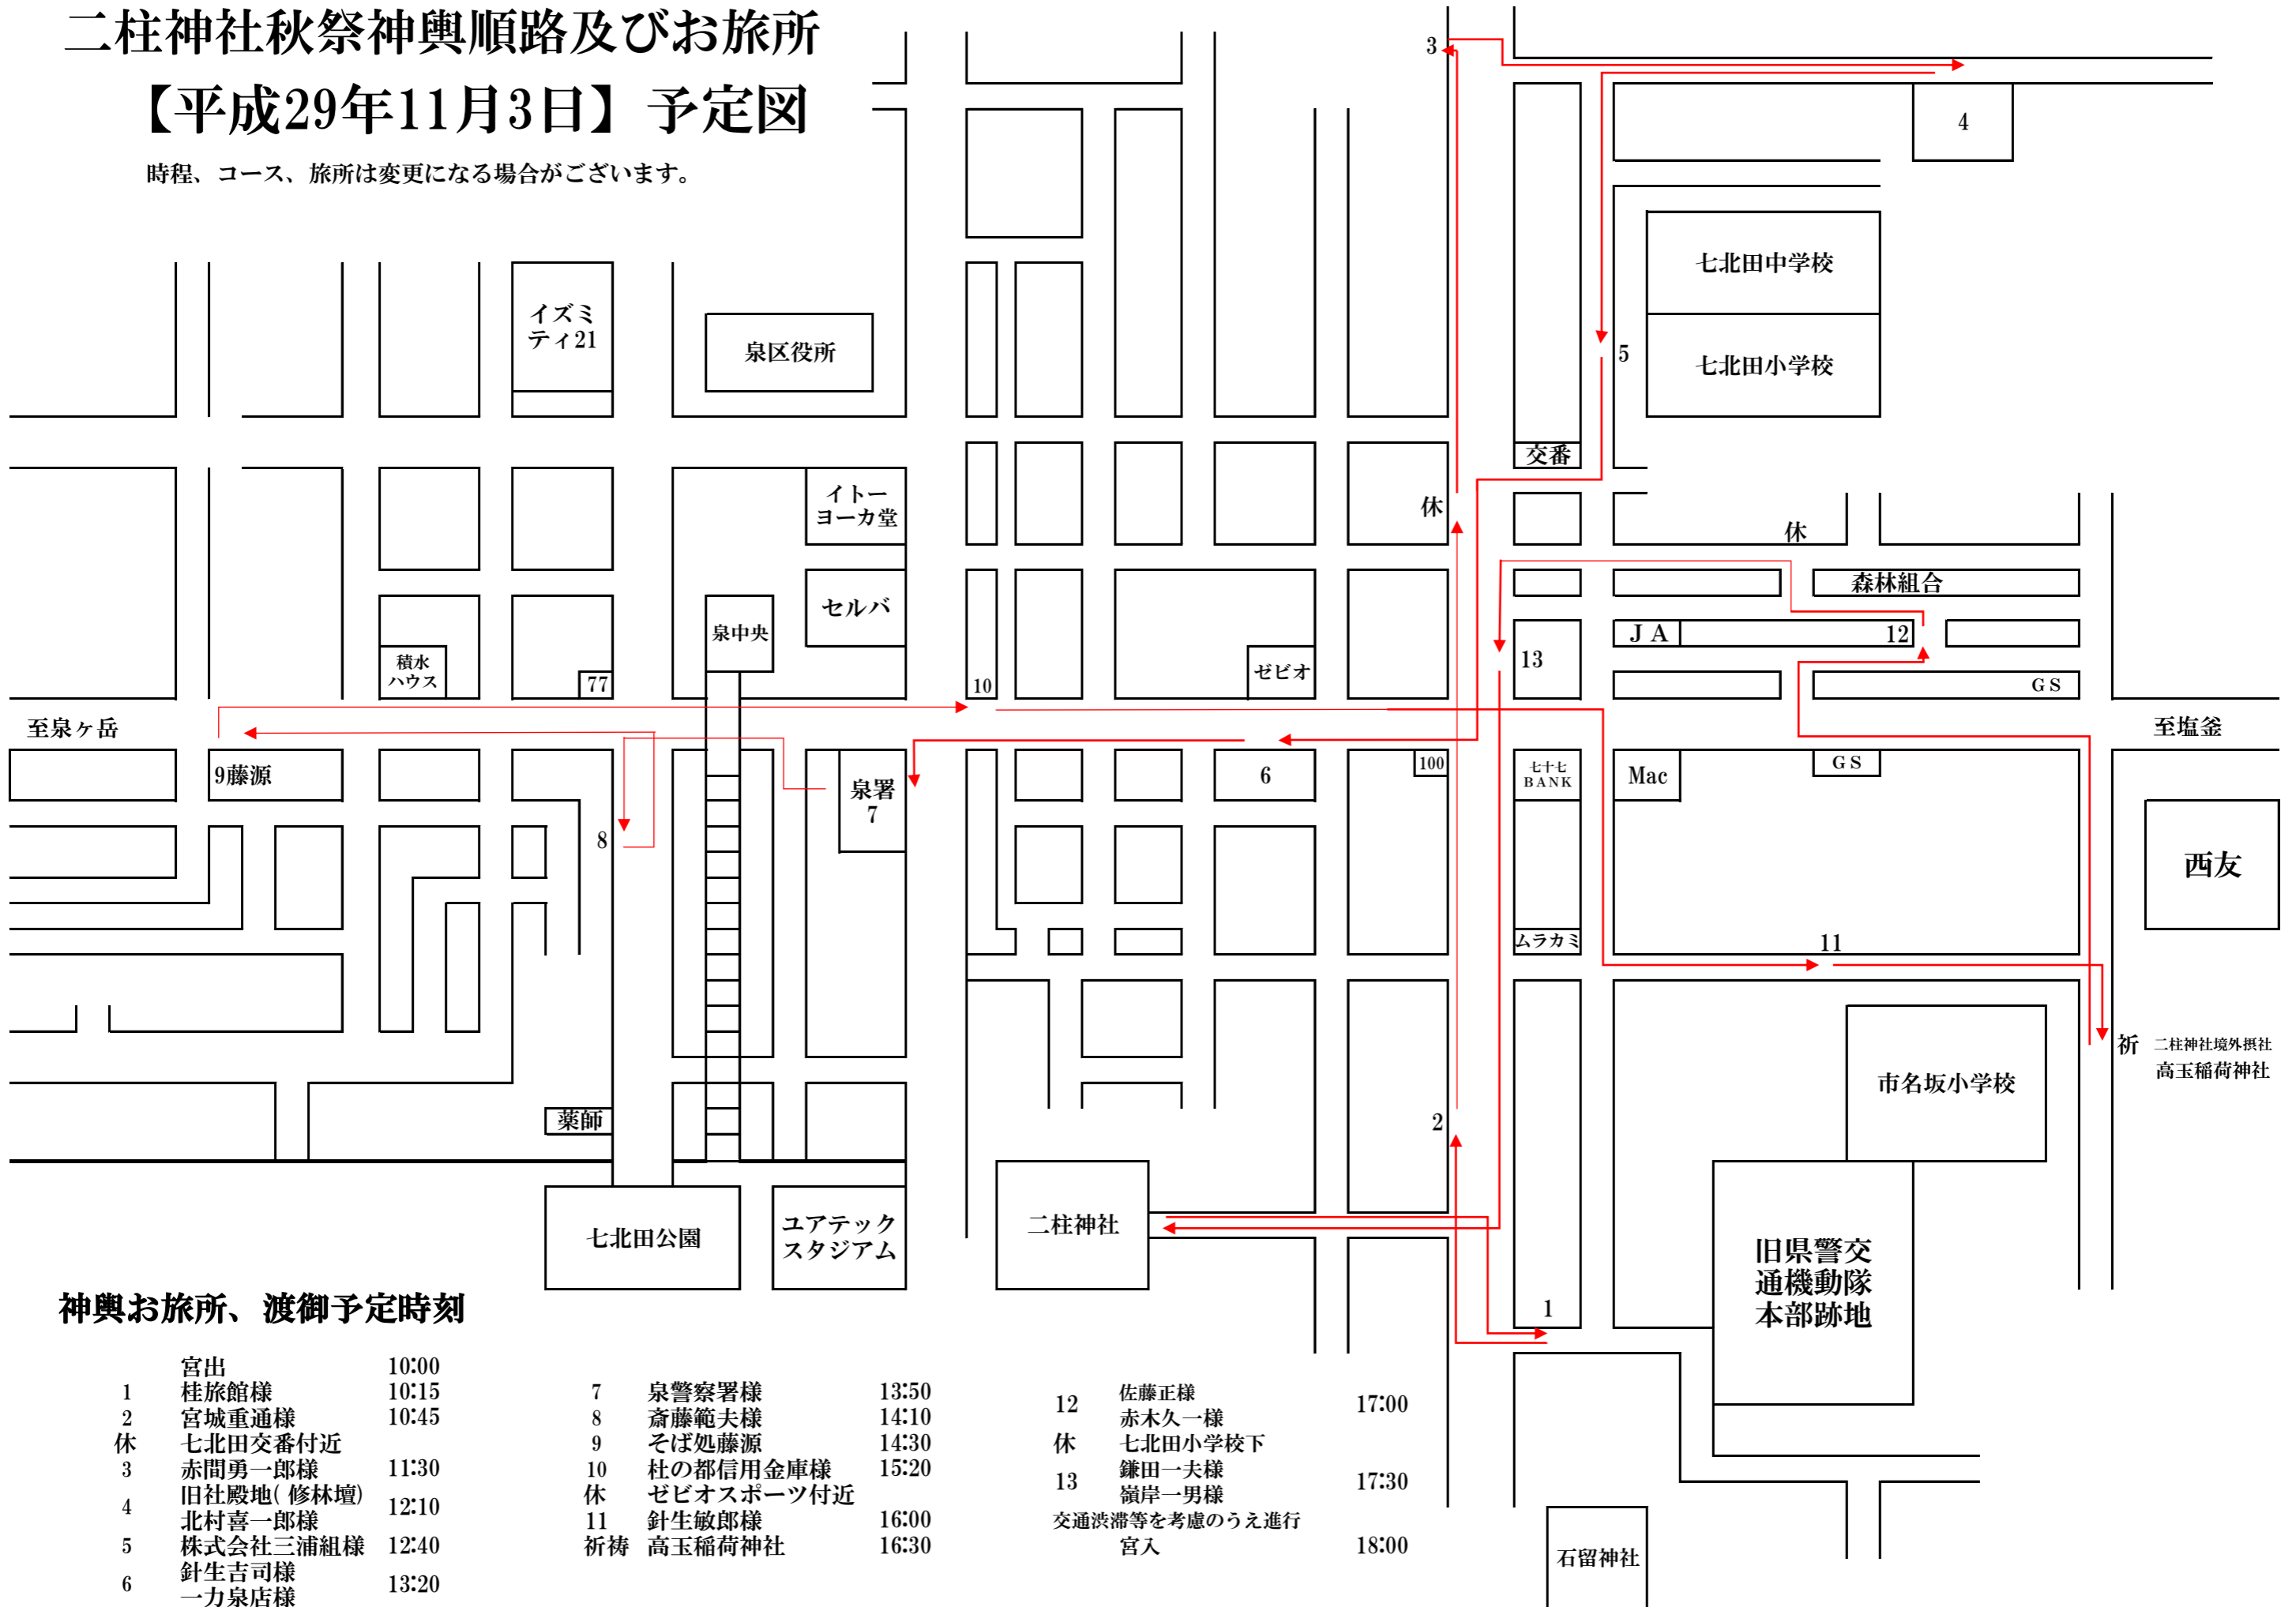 二柱神社秋祭神輿順路及びお旅所
【平成29年11月3日】予定図
時程、コース、旅所は変更になる場合がございます。
3
4
七北田中学校
イズミ
ティ21
泉区役所
5
七北田小学校
交番
イトー
ヨーカ堂
休
休
森林組合
セルバ
泉中央
JA
12
13
積水
ハウス
77
10
ゼビオ
GS
至泉ヶ岳
至塩釜
9藤源
泉署
7
6
100
七十七
BANK
Mac
GS
8
西友
ムラカミ
11
祈
二柱神社境外摂社
高玉稲荷神社
市名坂小学校
薬師
2
七北田公園
ユアテック
スタジアム
二柱神社
旧県警交
通機動隊
本部跡地
1
石留神社
神輿お旅所、渡御予定時刻
宮出 10:00
1 桂旅館様 10:15
2 宮城重通様 10:45
休 七北田交番付近
3 赤間勇一郎様 11:30
4 旧社殿地(修林壇)
北村喜一郎様 12:10
5 株式会社三浦組様 12:40
6 針生吉司様
一力泉店様 13:20
7 泉警察署様 13:50
8 斎藤範夫様 14:10
9 そば処藤源 14:30
10 杜の都信用金庫様 15:20
休 ゼビオスポーツ付近
11 針生敏郎様 16:00
祈祷 高玉稲荷神社 16:30
12 佐藤正様
赤木久一様 17:00
休 七北田小学校下
13 鎌田一夫様
嶺岸一男様 17:30
交通渋滞等を考慮のうえ進行
宮入 18:00